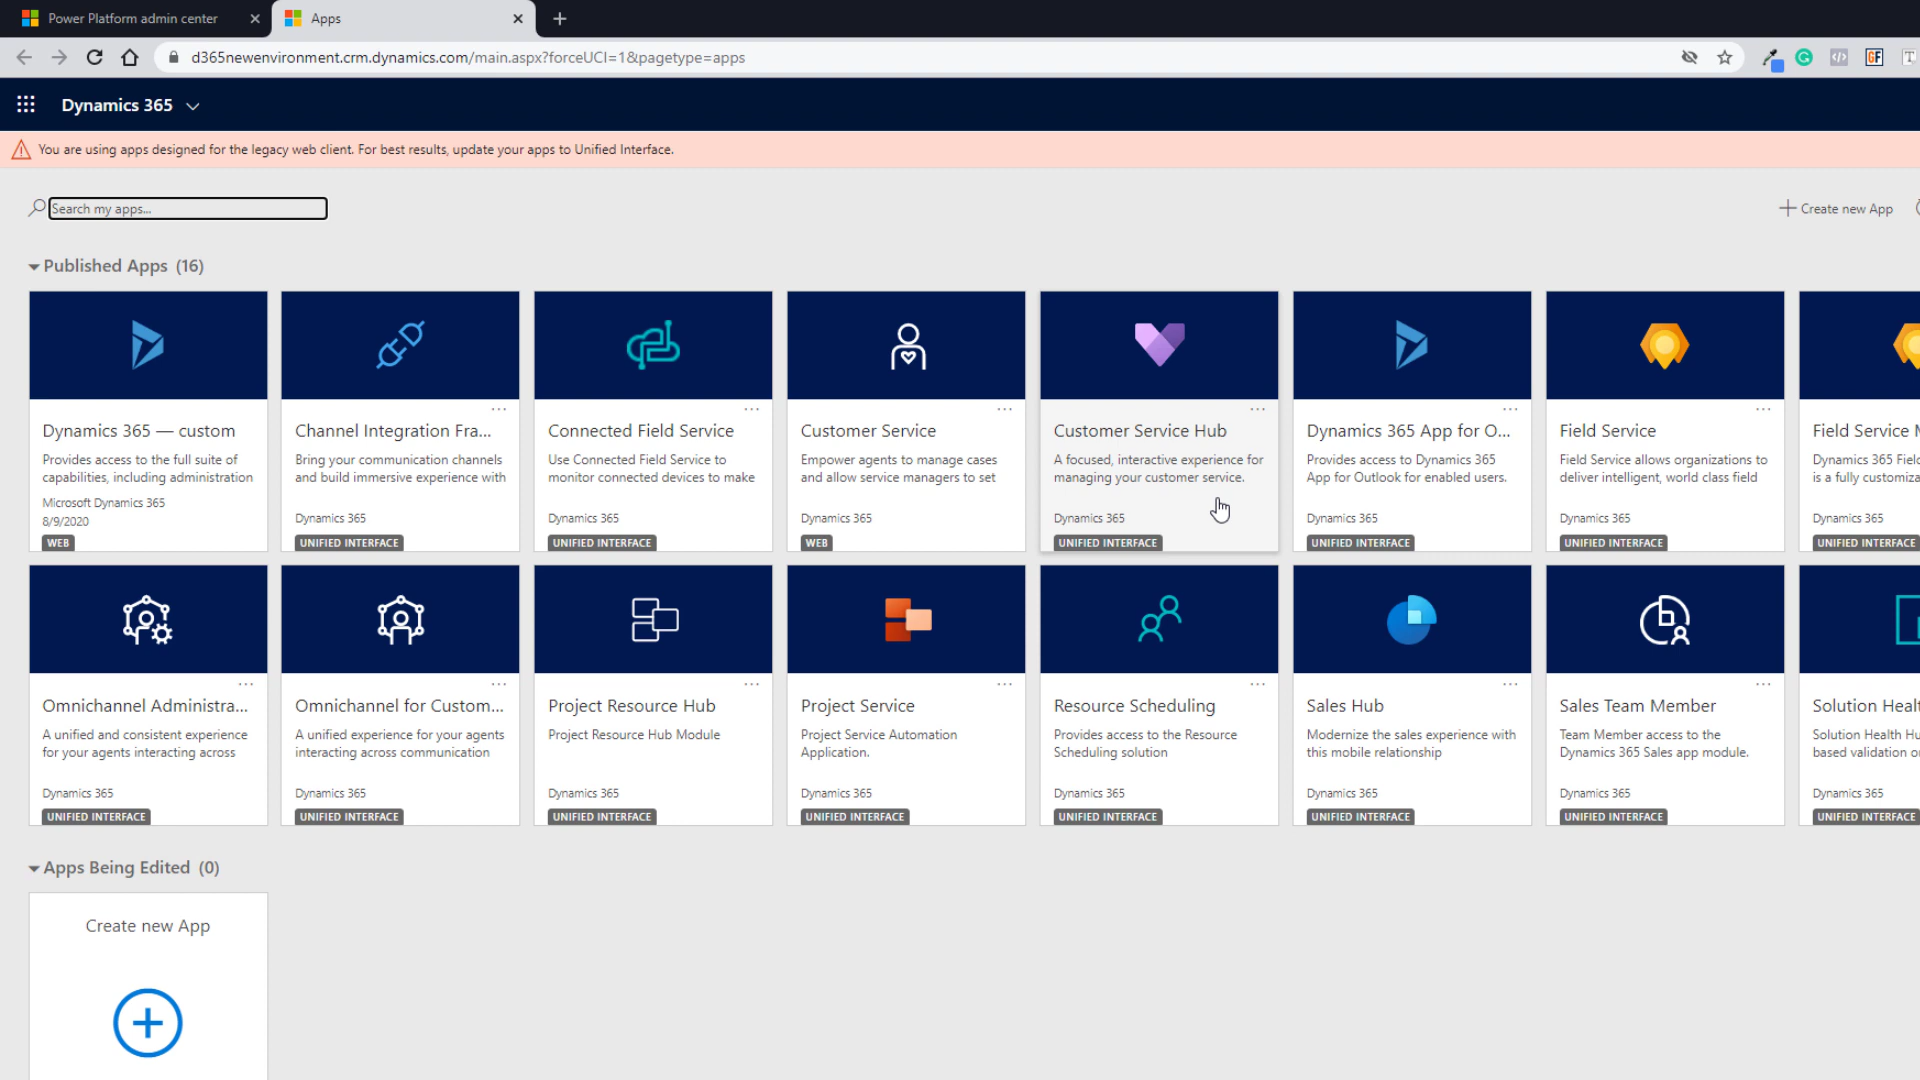 Power Platform admin center
Apps
d365newenvironment.crm.dynamics.com/main.aspx?forceUCI=1&pagetype=apps
GF
T
Dynamics 365
You are using apps designed for the legacy web client. For best results, update your apps to Unified Interface.
Search my apps...
Create new App
Published Apps (16)
Dynamics 365 — custom
Provides access to the full suite of
capabilities, including administration
Microsoft Dynamics 365
8/9/2020
WEB
Channel Integration Fra...
Bring your communication channels
and build immersive experience with
Dynamics 365
UNIFIED INTERFACE
Connected Field Service
Use Connected Field Service to
monitor connected devices to make
Dynamics 365
UNIFIED INTERFACE
Customer Service
Empower agents to manage cases
and allow service managers to set
Dynamics 365
WEB
Customer Service Hub
A focused, interactive experience for
managing your customer service.
Dynamics 365
UNIFIED INTERFACE
Dynamics 365 App for O...
Provides access to Dynamics 365
App for Outlook for enabled users.
Dynamics 365
UNIFIED INTERFACE
Field Service
Field Service allows organizations to
deliver intelligent, world class field
Dynamics 365
UNIFIED INTERFACE
Field Service
Dynamics 365
is a fully
Dynamics 365
UNIFIED INTERFACE
Omnichannel Administra...
A unified and consistent experience
for your agents interacting across
Dynamics 365
UNIFIED INTERFACE
Omnichannel for Custom...
A unified experience for your agents
interacting across communication
Dynamics 365
UNIFIED INTERFACE
Project Resource Hub
Project Resource Hub Module
Dynamics 365
UNIFIED INTERFACE
Project Service
Project Service Automation
Application.
Dynamics 365
UNIFIED INTERFACE
Resource Scheduling
Provides access to the Resource
Scheduling solution
Dynamics 365
UNIFIED INTERFACE
Sales Hub
Modernize the sales experience with
this mobile relationship
Dynamics 365
UNIFIED INTERFACE
Sales Team Member
Team Member access to the
Dynamics 365 Sales app module.
Dynamics 365
UNIFIED INTERFACE
Solution
Solution Health
based validation
Dynamics 365
UNIFIED INTERFACE
Apps Being Edited (0)
Create new App